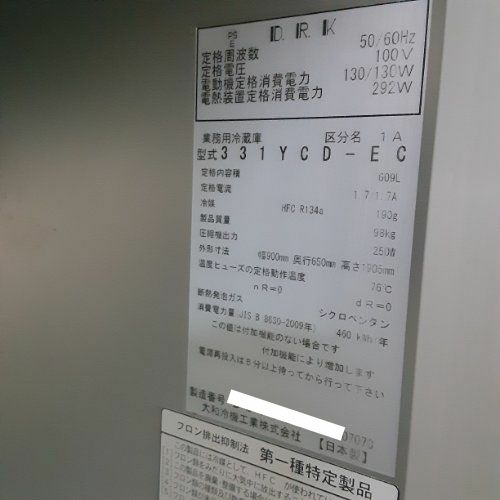 PS
E D.R.K
定格周波数 50/60Hz
定格電圧 100V
電動機定格消費電力 130/130W
電熱装置定格消費電力 292W
業務用冷蔵庫 区分名 1A
型式 331YCD-EC
定格内容積 609L
定格電流 1.7/1.7A
冷媒 HFC R134a 190g
製品質量 98kg
圧縮機出力 250W
外形寸法 幅900mm 奥行650mm 高さ1905mm
温度ヒューズの定格動作温度 76℃
nR=0 dR=0
断熱発泡ガス シクロペンタン
消費電力量(JIS B 8630-2009年) 460 kWh/年
この値は付加機能のない場合です
付加機能により増加します
電源再投入は8分以上待ってから行って下さい
製造番号 07070
大和冷機工業株式会社 【日本製】
フロン排出抑制法 第一種特定製品